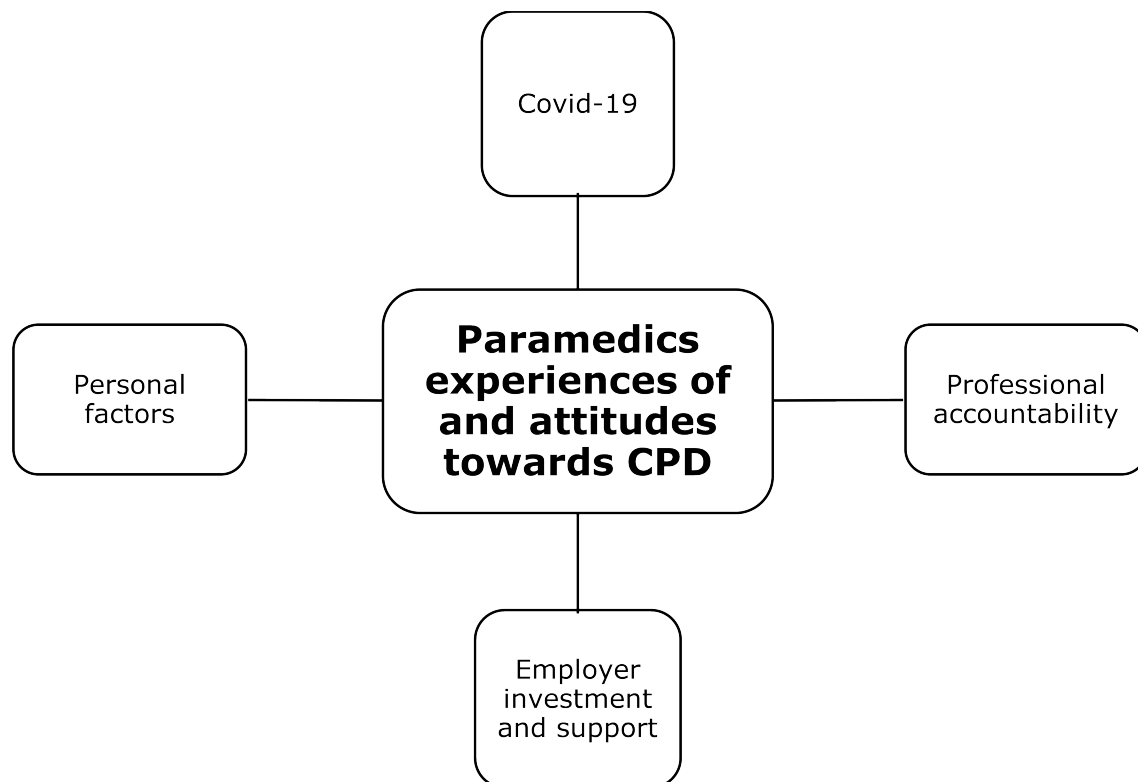 Covid-19
Personal
factors
Paramedics
experiences of
and attitudes
towards CPD
Professional
accountability
Employer
investment
and support